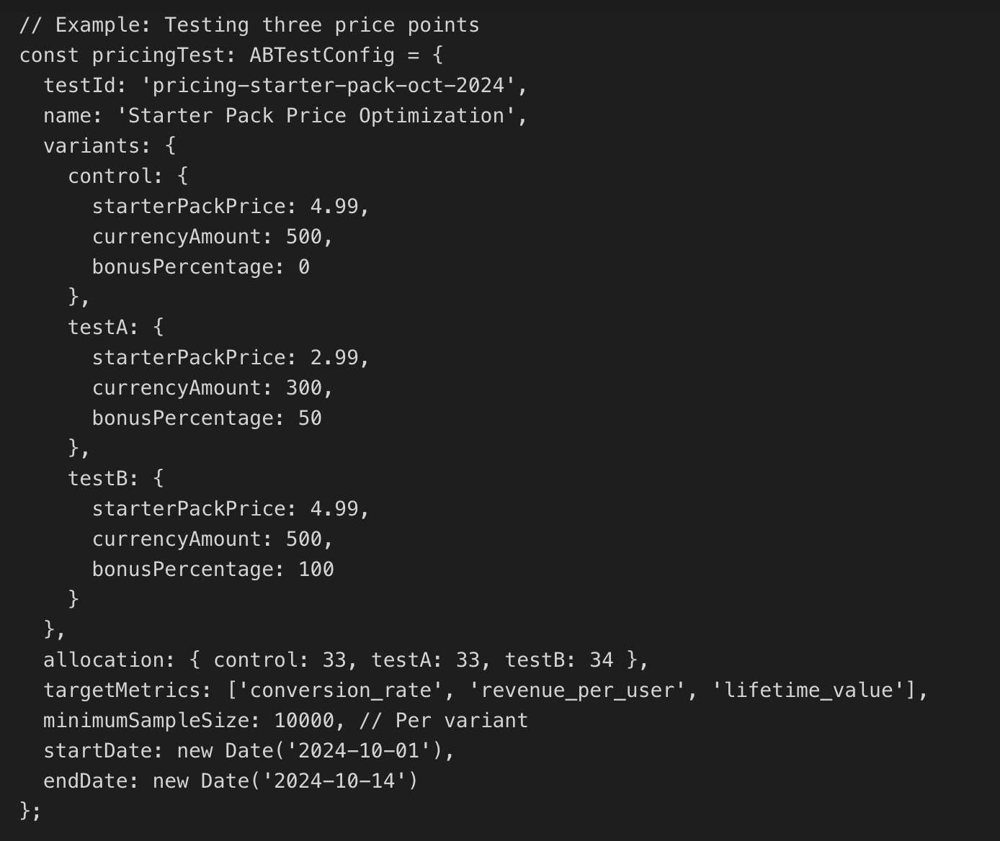 // Example: Testing three price points
const pricingTest: ABTestConfig = {
  testId: 'pricing-starter-pack-oct-2024',
  name: 'Starter Pack Price Optimization',
  variants: {
    control: {
      starterPackPrice: 4.99,
      currencyAmount: 500,
      bonusPercentage: 0
    },
    testA: {
      starterPackPrice: 2.99,
      currencyAmount: 300,
      bonusPercentage: 50
    },
    testB: {
      starterPackPrice: 4.99,
      currencyAmount: 500,
      bonusPercentage: 100
    }
  },
  allocation: { control: 33, testA: 33, testB: 34 },
  targetMetrics: ['conversion_rate', 'revenue_per_user', 'lifetime_value'],
  minimumSampleSize: 10000, // Per variant
  startDate: new Date('2024-10-01'),
  endDate: new Date('2024-10-14')
};